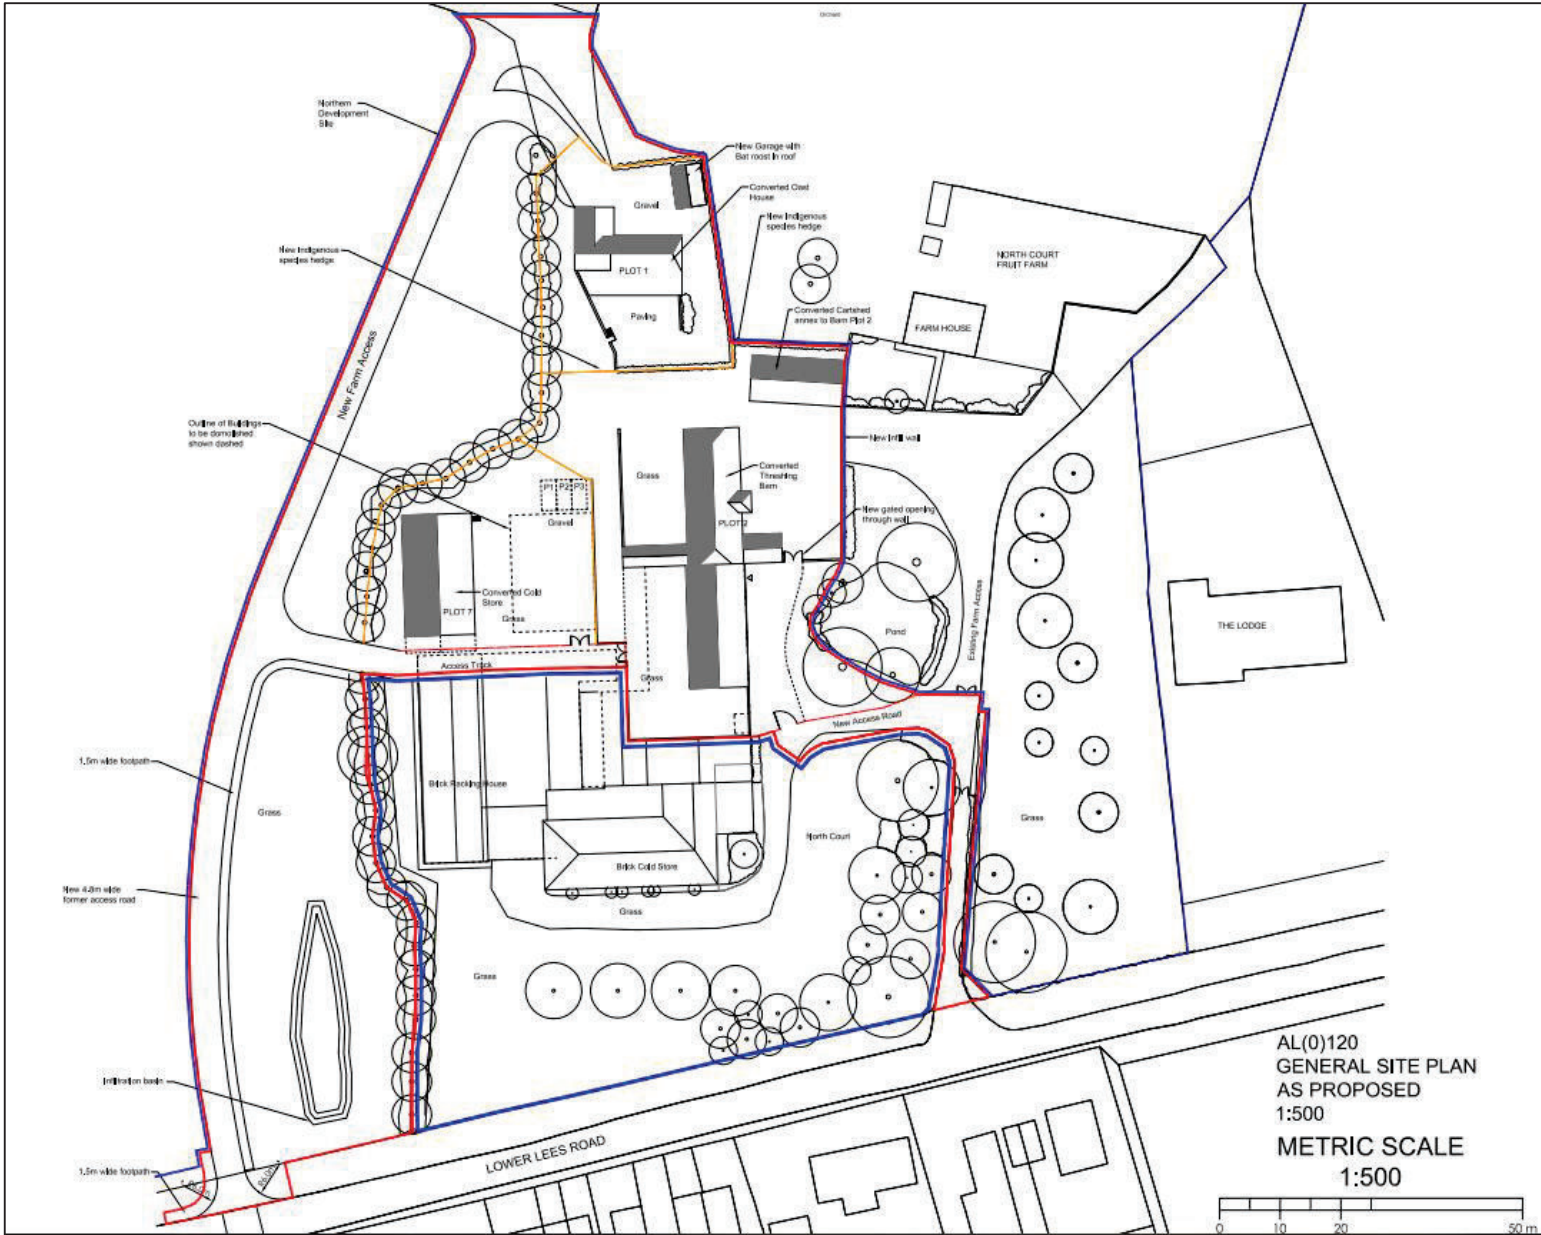 Northern
Development
Site
New Garage with
Bat roost in roof
Converted Oast
House
Gravel
New Indigenous
species hedge
New Indigenous
species hedge
PLOT 1
NORTH COURT
FRUIT FARM
Paving
Converted Cartshed
annex to Barn Plot 2
FARM HOUSE
New Farm Access
Outline of Buildings
to be demolished
shown dashed
New Infill wall
Grass
Converted
Threshing
Barn
P1
P2
P3
Gravel
PLOT 2
New gated opening
through wall
Converted Cold
Store
PLOT 7
Grass
Pond
Existing Farm Access
THE LODGE
Access Track
Grass
New Access Road
1.5m wide footpath
Brick Packing House
Grass
North Court
Grass
Brick Cold Store
New 4.8m wide
former access road
Grass
Grass
Infiltration basin
AL(0)120
GENERAL SITE PLAN
AS PROPOSED
1:500
METRIC SCALE
1:500
LOWER LEES ROAD
1.5m wide footpath
0
10
20
50 m